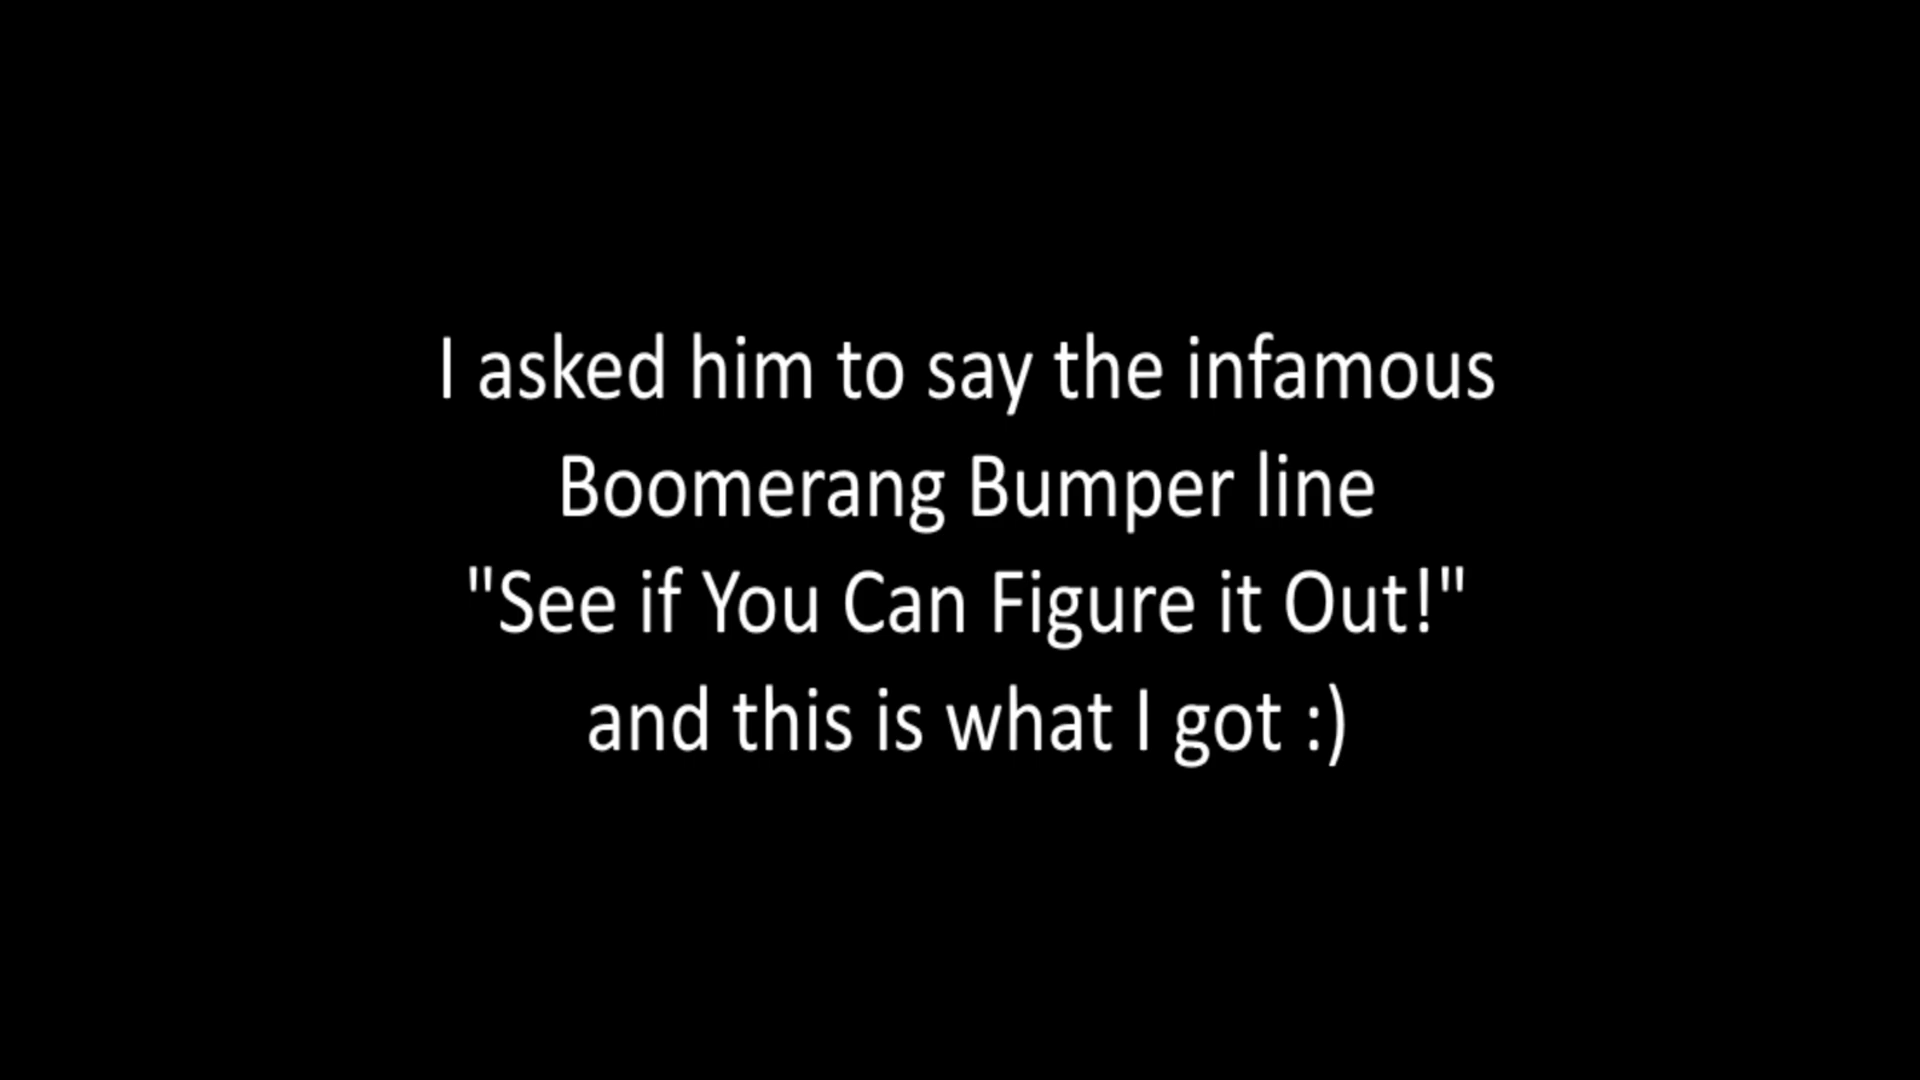 I asked him to say the infamous
Boomerang Bumper line
"See if You Can Figure it Out!"
and this is what I got :)